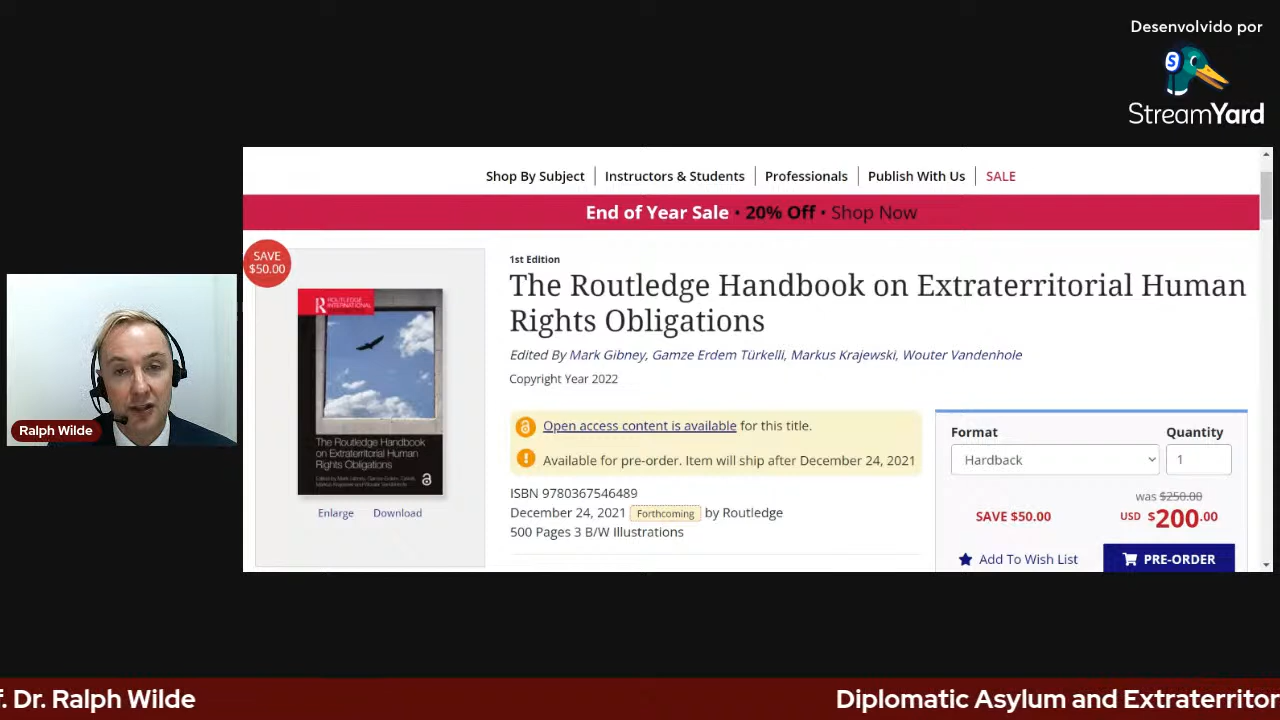 Desenvolvido por
StreamYard
Shop By Subject
Instructors & Students
Professionals
Publish With Us
SALE
End of Year Sale • 20% Off • Shop Now
SAVE
$50.00
ROUTLEDGE
INTERNATIONAL
The Routledge Handbook
on Extraterritorial Human
Rights Obligations
Enlarge
Download
1st Edition
The Routledge Handbook on Extraterritorial Human
Rights Obligations
Edited By Mark Gibney, Gamze Erdem Türkelli, Markus Krajewski, Wouter Vandenhole
Copyright Year 2022
Open access content is available for this title.
Available for pre-order. Item will ship after December 24, 2021
ISBN 9780367546489
December 24, 2021 Forthcoming by Routledge
500 Pages 3 B/W Illustrations
Format
Quantity
Hardback
1
was $250.00
SAVE $50.00
USD $200.00
Add To Wish List
PRE-ORDER
Ralph Wilde
f. Dr. Ralph Wilde
Diplomatic Asylum and Extraterritor